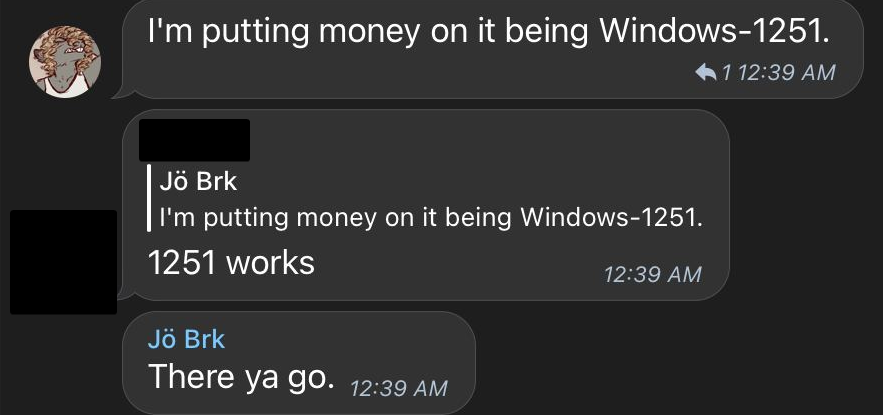 I'm putting money on it being Windows-1251.
1 12:39 AM
Jö Brk
I'm putting money on it being Windows-1251.
1251 works
12:39 AM
Jö Brk
There ya go. 12:39 AM